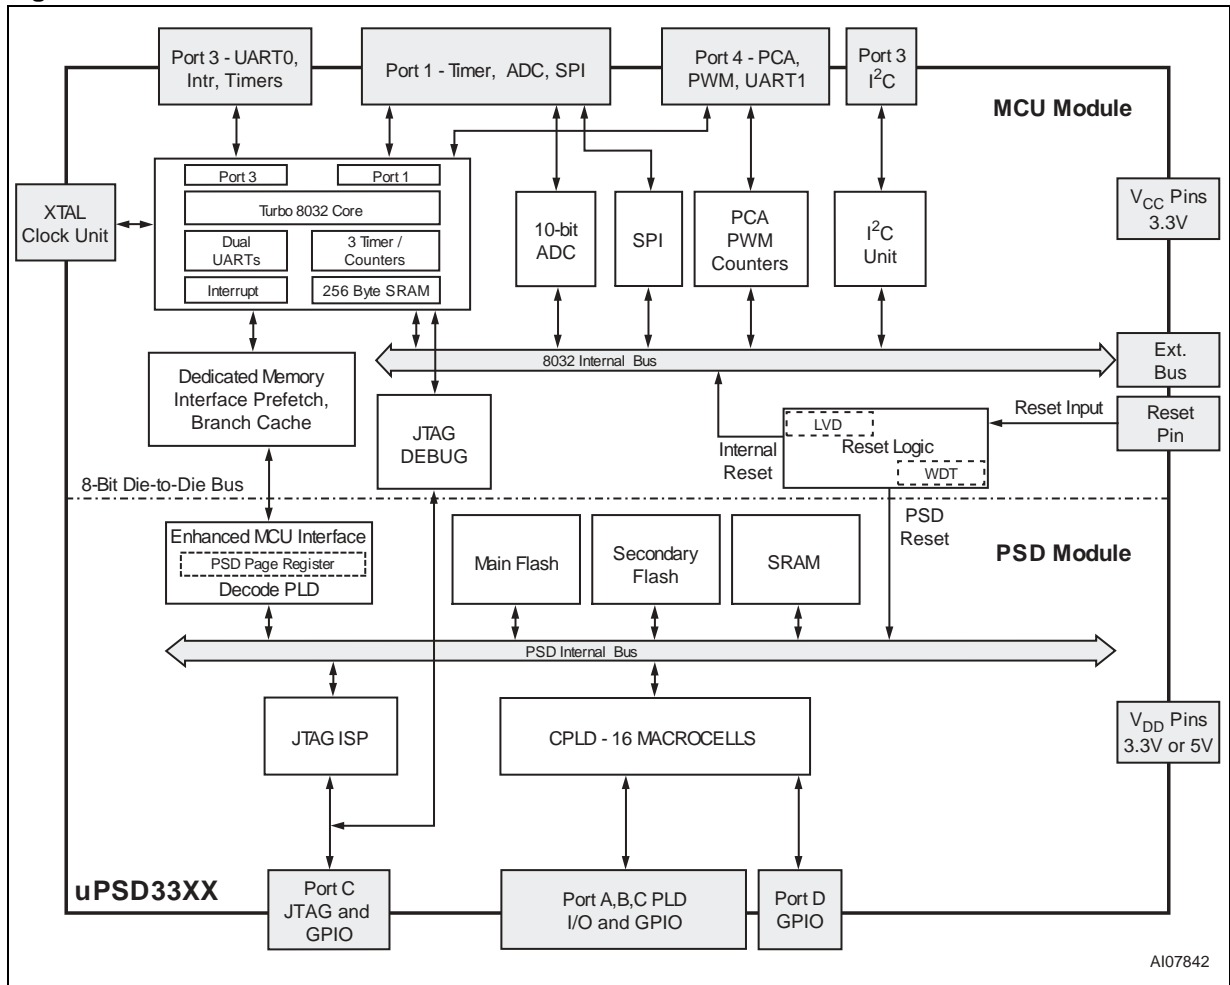 Port 3 - UART0,
Intr, Timers
Port 1 - Timer, ADC, SPI
Port 4 - PCA,
PWM, UART1
Port 3
I2C
MCU Module
XTAL
Clock Unit
Port 3
Port 1
Turbo 8032 Core
Dual
UARTs
3 Timer /
Counters
Interrupt
256 Byte SRAM
10-bit
ADC
SPI
PCA
PWM
Counters
I2C
Unit
VCC Pins
3.3V
8032 Internal Bus
Ext.
Bus
Dedicated Memory
Interface Prefetch,
Branch Cache
JTAG
DEBUG
Internal
Reset
LVD
Reset Logic
WDT
Reset Input
Reset
Pin
8-Bit Die-to-Die Bus
PSD
Reset
PSD Module
Enhanced MCU Interface
PSD Page Register
Decode PLD
Main Flash
Secondary
Flash
SRAM
PSD Internal Bus
JTAG ISP
CPLD - 16 MACROCELLS
VDD Pins
3.3V or 5V
uPSD33XX
Port C
JTAG and
GPIO
Port A,B,C PLD
I/O and GPIO
Port D
GPIO
AI07842